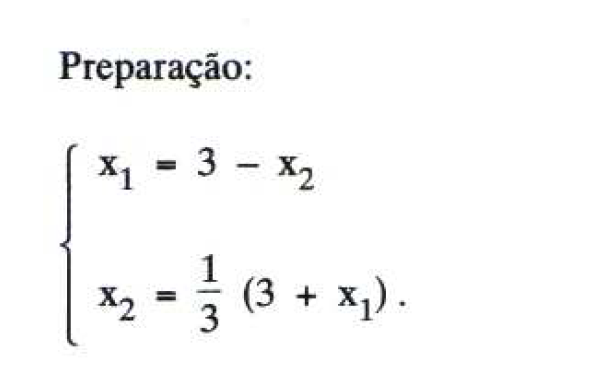 Preparação:
x₁ = 3 − x₂
x₂ = 1/3 (3 + x₁).